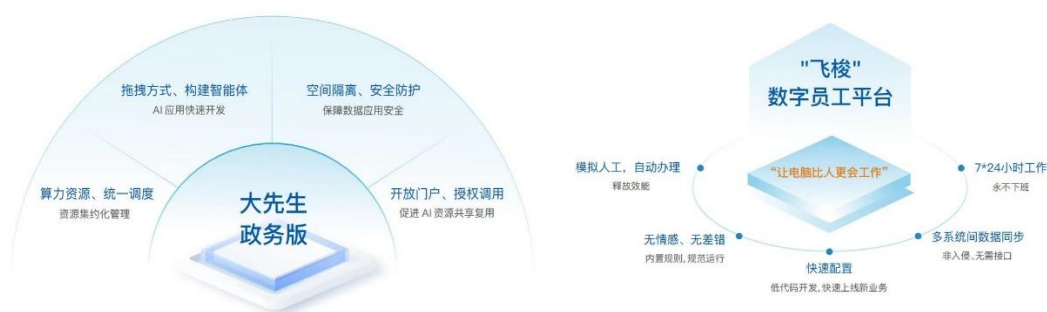 拖拽方式、构建智能体
AI应用快速开发
空间隔离、安全防护
保障数据应用安全
算力资源、统一调度
资源集约化管理
大先生
政务版
开放门户、授权调用
促进 AI 资源共享复用
"飞梭"
数字员工平台
模拟人工，自动办理
释放效能
“让电脑比人更会工作”
7*24小时工作
永不下班
无情感、无差错
内置规则, 规范运行
快速配置
低代码开发, 快速上线新业务
多系统间数据同步
非入侵、无需接口